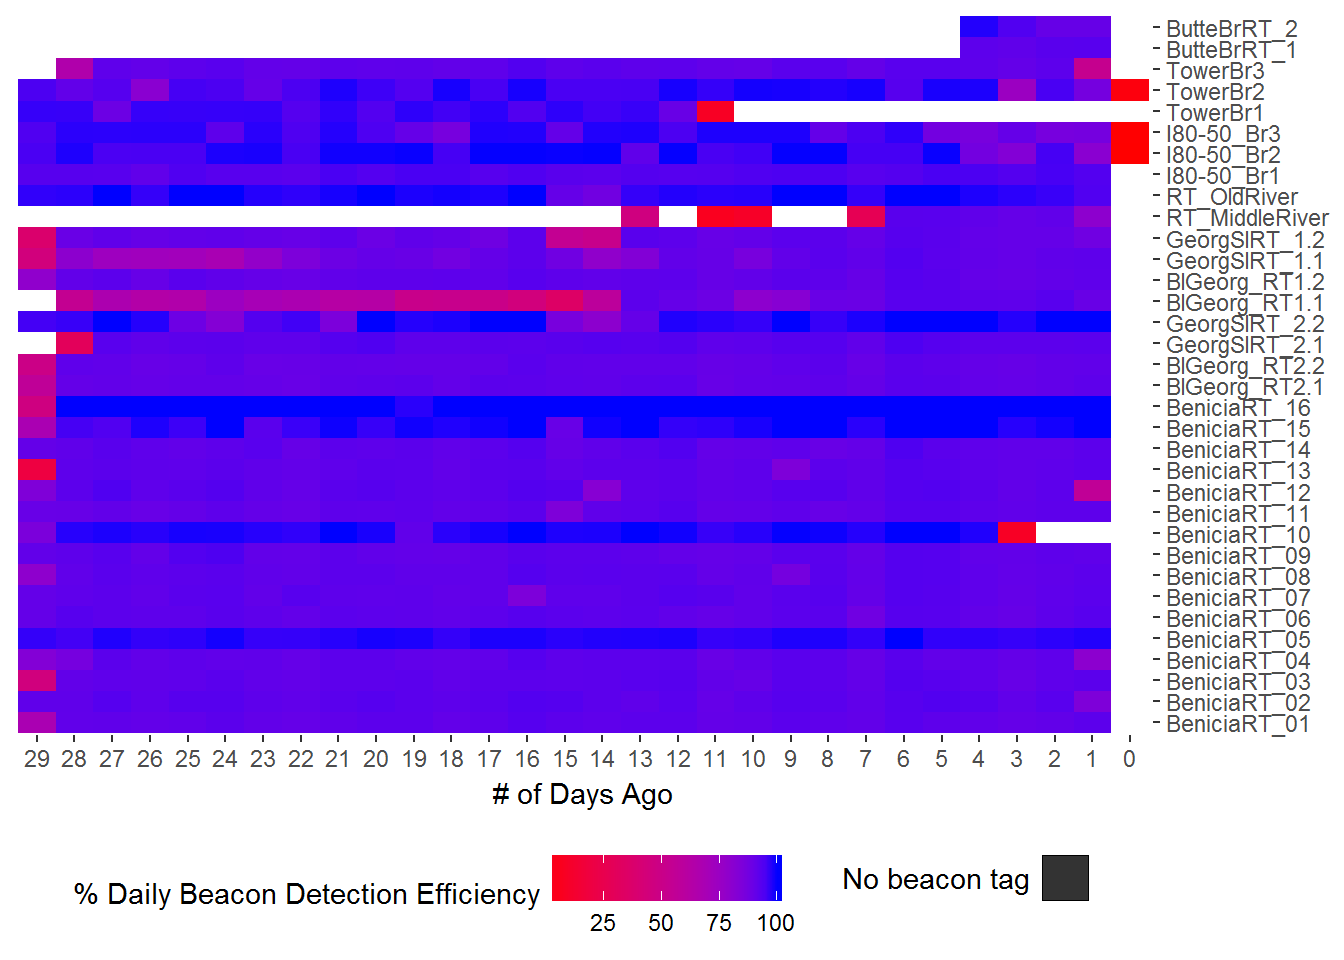 ButteBrRT_2
ButteBrRT_1
TowerBr3
TowerBr2
TowerBr1
I80-50_Br3
I80-50_Br2
I80-50_Br1
RT_OldRiver
RT_MiddleRiver
GeorgSlRT_1.2
GeorgSlRT_1.1
BlGeorg_RT1.2
BlGeorg_RT1.1
GeorgSlRT_2.2
GeorgSlRT_2.1
BlGeorg_RT2.2
BlGeorg_RT2.1
BeniciaRT_16
BeniciaRT_15
BeniciaRT_14
BeniciaRT_13
BeniciaRT_12
BeniciaRT_11
BeniciaRT_10
BeniciaRT_09
BeniciaRT_08
BeniciaRT_07
BeniciaRT_06
BeniciaRT_05
BeniciaRT_04
BeniciaRT_03
BeniciaRT_02
BeniciaRT_01
29 28 27 26 25 24 23 22 21 20 19 18 17 16 15 14 13 12 11 10 9 8 7 6 5 4 3 2 1 0
# of Days Ago
% Daily Beacon Detection Efficiency
25 50 75 100
No beacon tag